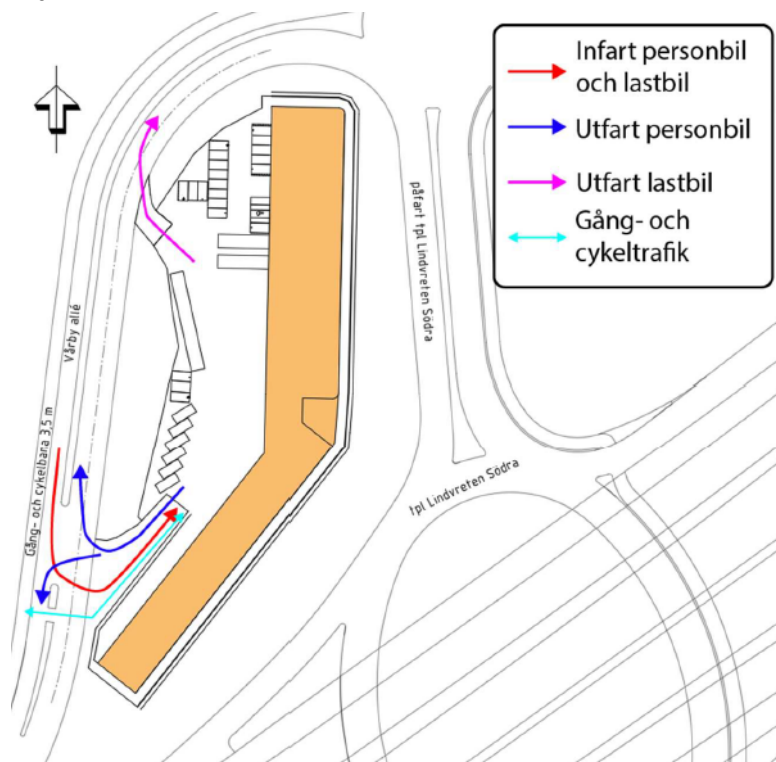 Infart personbil
och lastbil
Utfart personbil
Utfart lastbil
Gång- och
cykeltrafik
påfart tpl Lindvreten Södra
Vårby allé
Gång- och cykelbana 3,5 m
tpl Lindvreten Södra